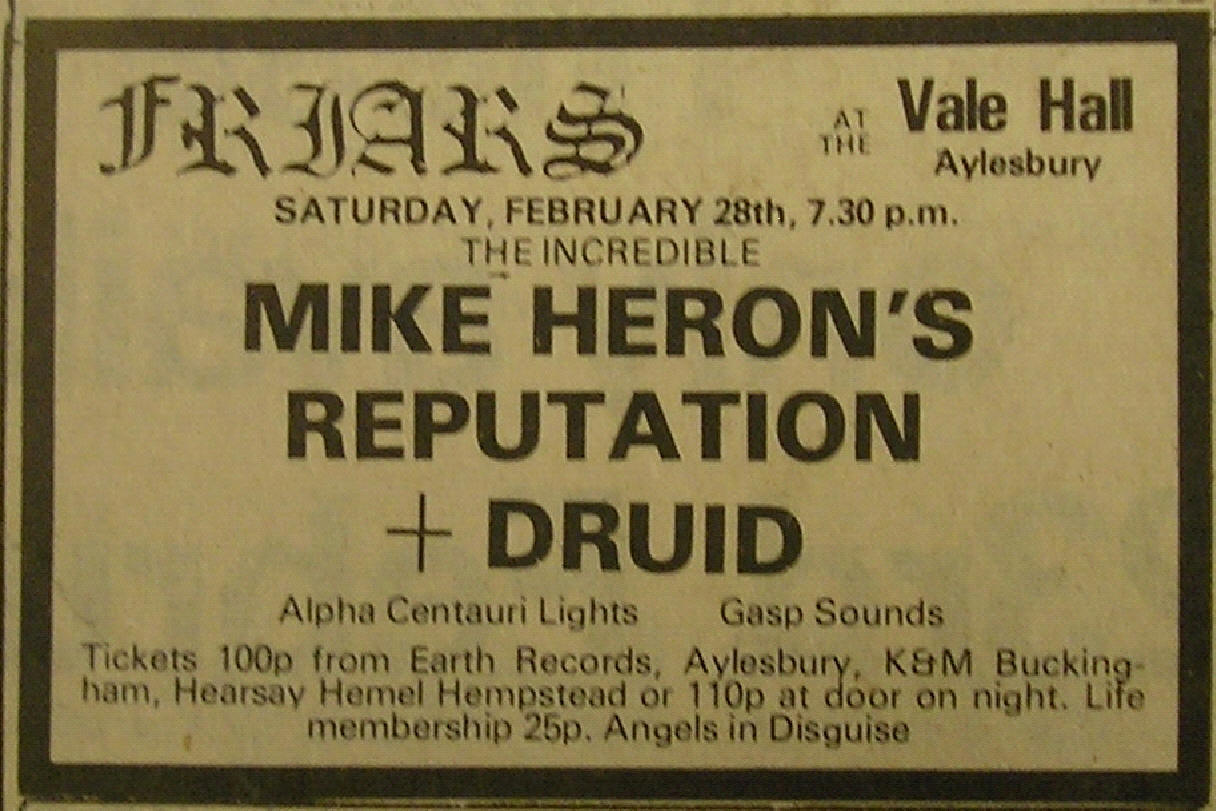 FRIARS AT THE Vale Hall
Aylesbury
SATURDAY, FEBRUARY 28th, 7.30 p.m.
THE INCREDIBLE
MIKE HERON'S
REPUTATION
+ DRUID
Alpha Centauri Lights Gasp Sounds
Tickets 100p from Earth Records, Aylesbury, K&M Bucking-
ham, Hearsay Hemel Hempstead or 110p at door on night. Life
membership 25p. Angels in Disguise